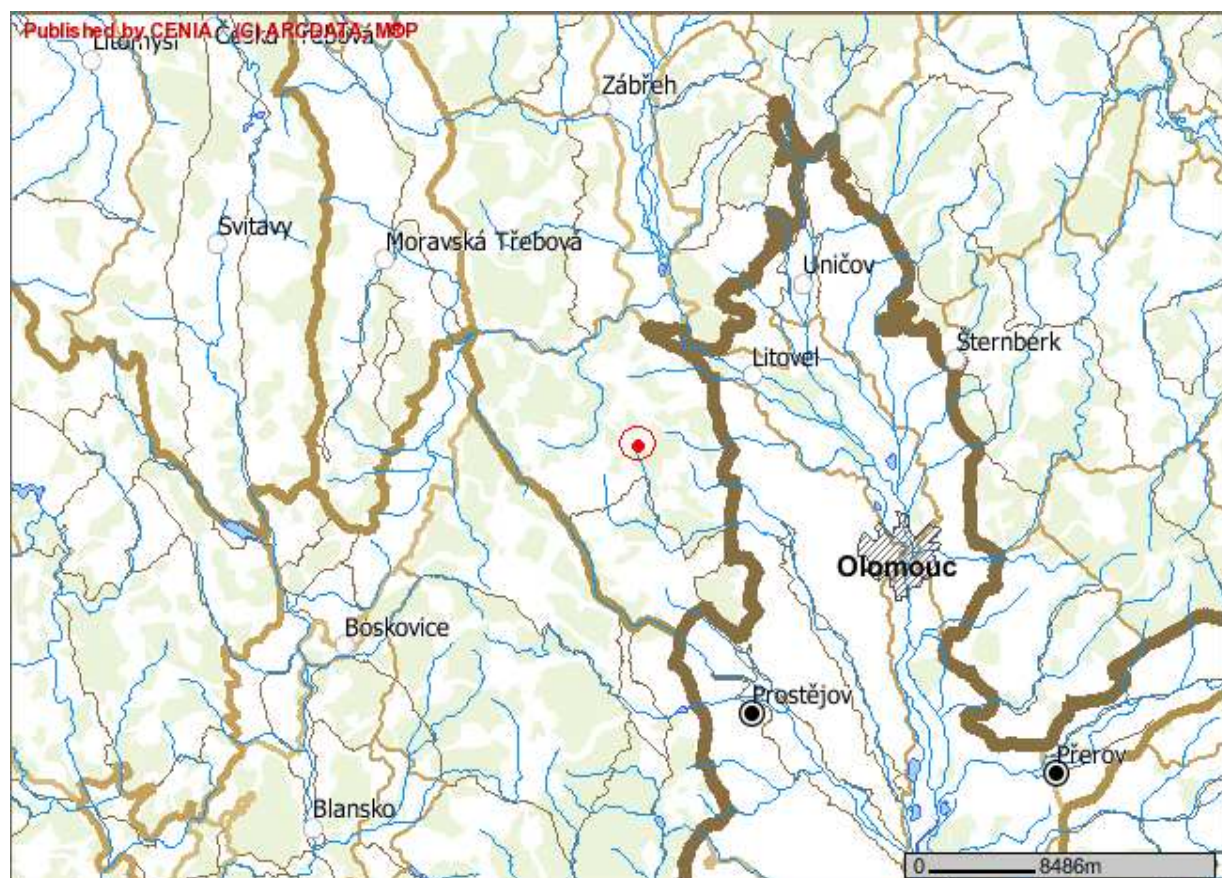 Published by CENIA (C) ARCDATA, MŽP
Litomyšl
Česká Třebová
Zábřeh
Svitavy
Moravská Třebová
Uničov
Litovel
Šternberk
Olomouc
Boskovice
Prostějov
Přerov
Blansko
0 8486m